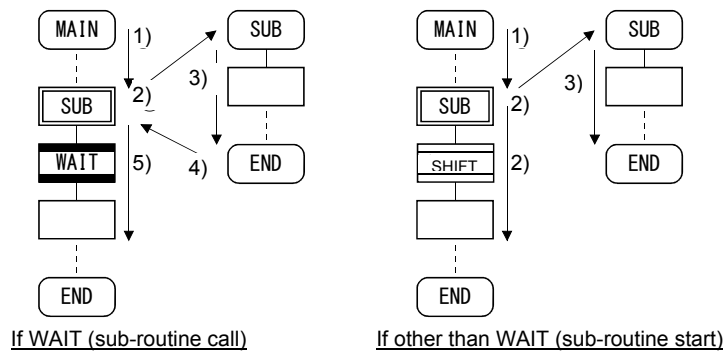 MAIN
1)
SUB
2)
3)
SUB
WAIT
5)
4)
END
END
If WAIT (sub-routine call)
MAIN
1)
SUB
2)
3)
SUB
SHIFT
2)
END
END
If other than WAIT (sub-routine start)